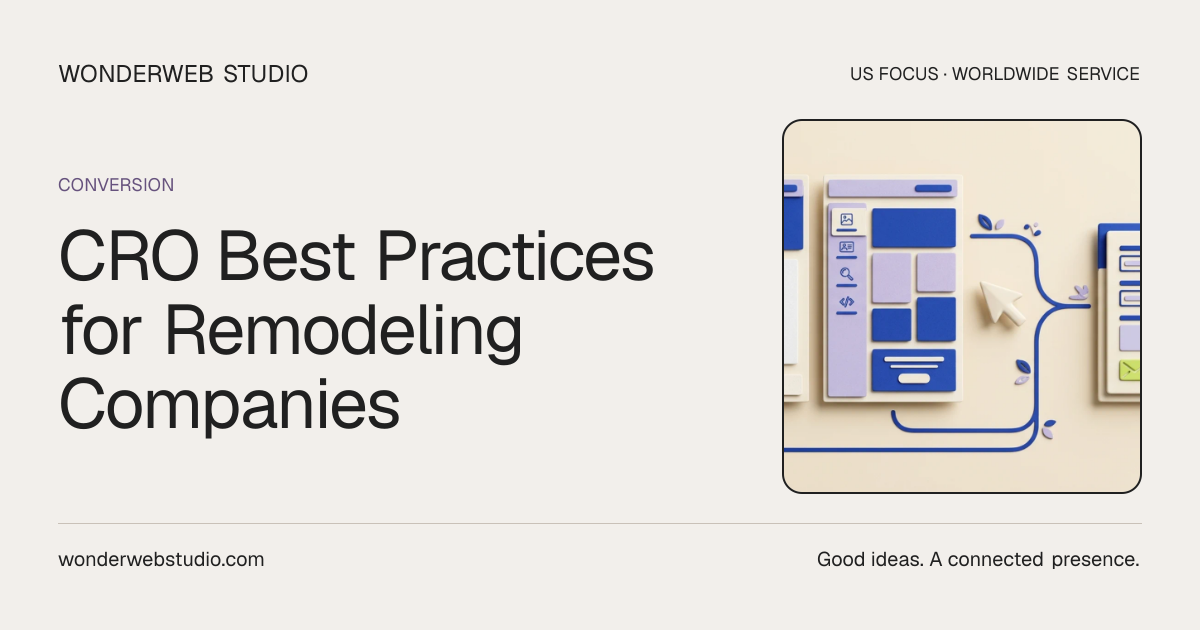 WONDERWEB STUDIO
US FOCUS · WORLDWIDE SERVICE
CONVERSION
CRO Best Practices
for Remodeling
Companies
wonderwebstudio.com
Good ideas. A connected presence.